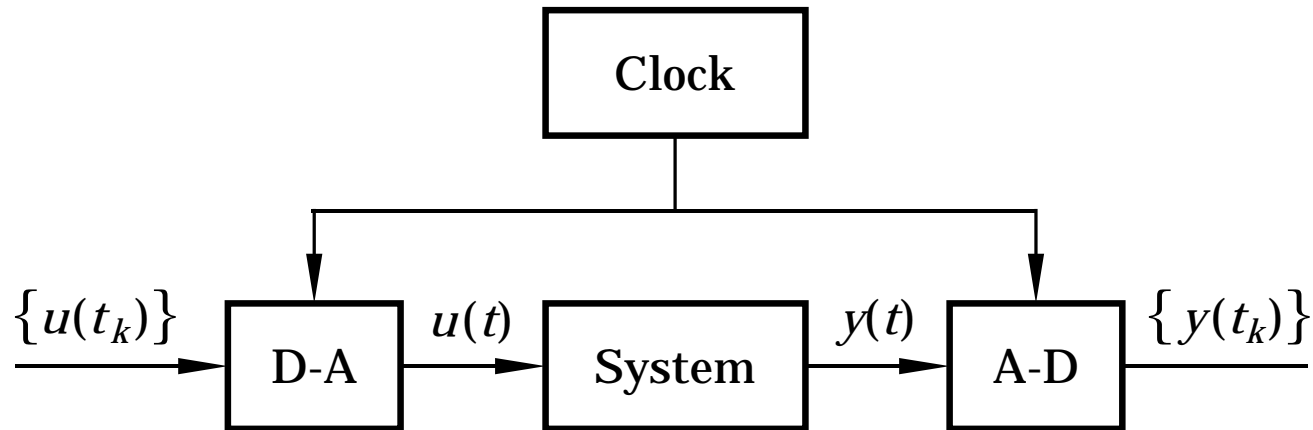 Clock
{u(t_k)} u(t) y(t) {y(t_k)}
D-A System A-D